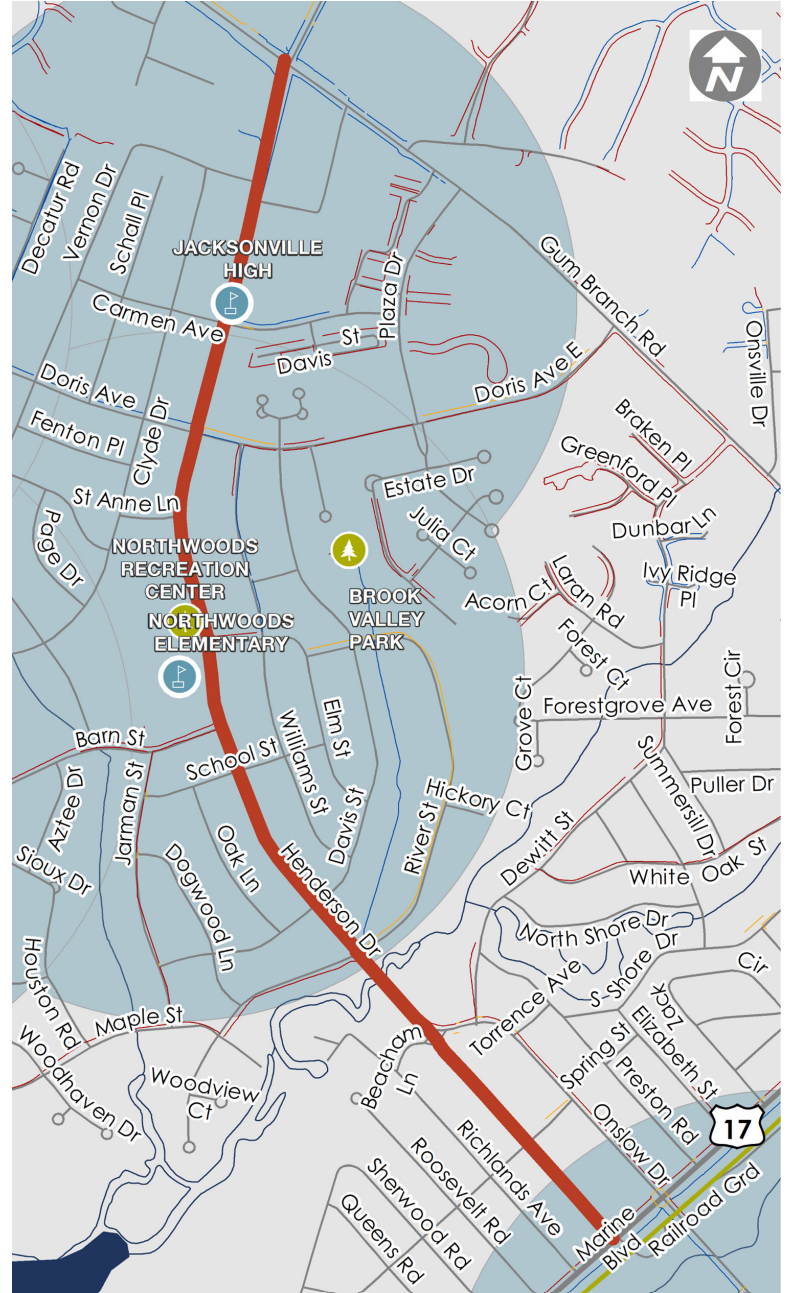 N
Decatur Rd
Vernon Dr
Schall Pl
JACKSONVILLE
HIGH
Carmen Ave
Plaza Dr
Davis St
Gum Branch Rd
Onsville Dr
Doris Ave
Doris Ave E
Fenton Pl
Clyde Dr
Braken Pl
Greenford Pl
St Anne Ln
Estate Dr
Julia Ct
Page Dr
Dunbar Ln
Ivy Ridge
Pl
NORTHWOODS
RECREATION
CENTER
NORTHWOODS
ELEMENTARY
BROOK
VALLEY
PARK
Acorn Ct
Laran Rd
Forest Ct
Grove Ct
Forestgrove Ave
Forest Cir
Barn St
School St
Williams St
Elm St
Davis St
Aztee Dr
Jarman St
Hickory Ct
River St
Summersill Dr
Puller Dr
Sioux Dr
Oak Ln
Dogwood Ln
Henderson Dr
Dewitt St
White Oak St
Houston Rd
North Shore Dr
S-Shore Dr
Cir
Maple St
Torrence Ave
Zack
Elizabeth St
Woodhaven Dr
Woodview
Ct
Beacham
Ln
Spring St
Preston Rd
Onslow Dr
17
Richlands Ave
Roosevelt Rd
Sherwood Rd
Queens Rd
Marine
Blvd
Railroad Grd